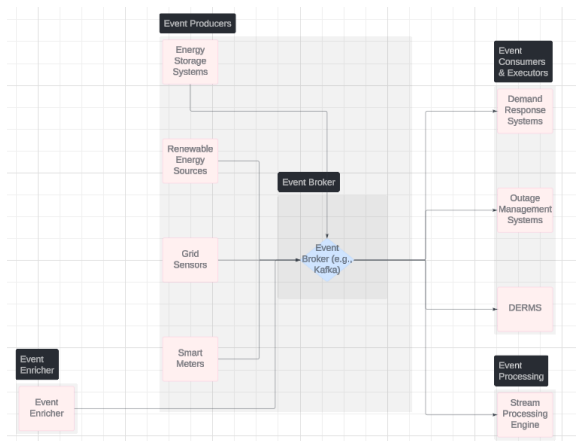 Event Producers
Energy
Storage
Systems
Event
Consumers
& Executors
Demand
Response
Systems
Renewable
Energy
Sources
Event Broker
Outage
Management
Systems
Grid
Sensors
Event
Broker (e.g.,
Kafka)
DERMS
Smart
Meters
Event
Enricher
Event
Enricher
Event
Processing
Stream
Processing
Engine